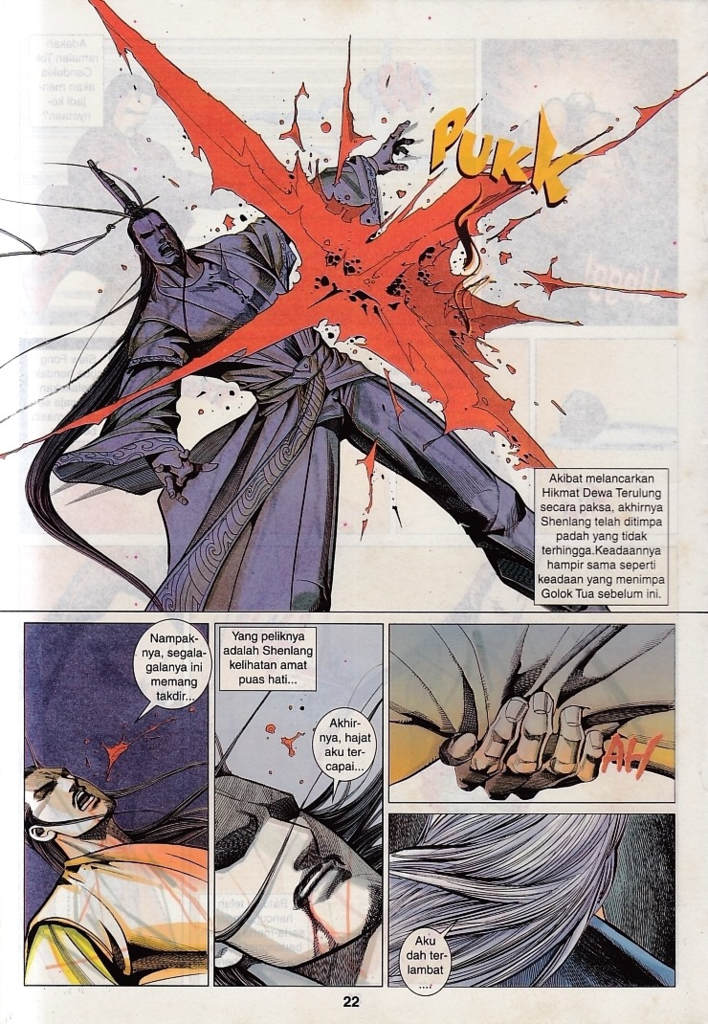 PUKK
Akibat melancarkan
Hikmat Dewa Terulung
secara paksa, akhirnya
Shenlang telah ditimpa
padah yang tidak
terhingga.Keadaannya
hampir sama seperti
keadaan yang menimpa
Golok Tua sebelum ini.
Nampak-
nya, segala-
galanya ini
memang
takdir...
Yang peliknya
adalah Shenlang
kelihatan amat
puas hati...
Akhir-
nya, hajat
aku ter-
capai...
AH
Aku
dah ter-
lambat
....!
22